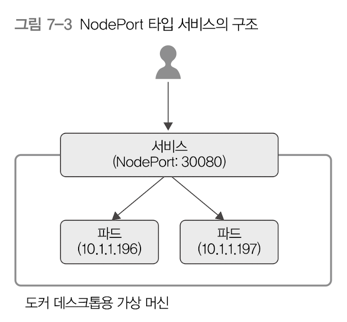 그림 7-3 NodePort 타입 서비스의 구조
서비스
(NodePort: 30080)
파드
(10.1.1.196)
파드
(10.1.1.197)
도커 데스크톱용 가상 머신